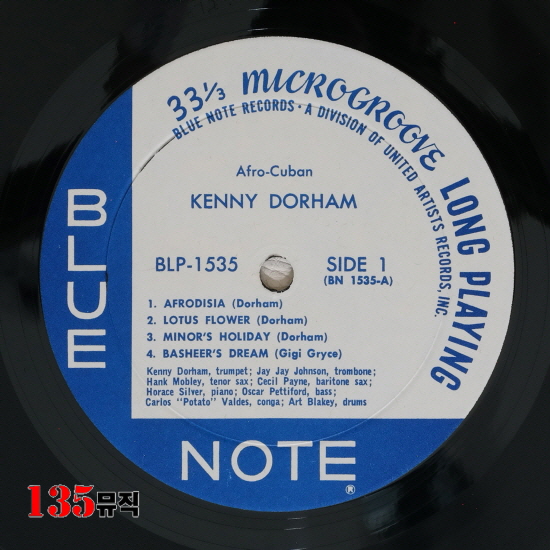 33 1/3 MICROGROOVE LONG PLAYING
BLUE NOTE RECORDS · A DIVISION OF UNITED ARTISTS RECORDS, INC.
Afro-Cuban
KENNY DORHAM
BLP-1535
SIDE 1
(BN 1535-A)
1. AFRODISIA (Dorham)
2. LOTUS FLOWER (Dorham)
3. MINOR'S HOLIDAY (Dorham)
4. BASHEER'S DREAM (Gigi Gryce)
Kenny Dorham, trumpet; Jay Jay Johnson, trombone;
Hank Mobley, tenor sax; Cecil Payne, baritone sax;
Horace Silver, piano; Oscar Pettiford, bass;
Carlos "Potato" Valdes, conga; Art Blakey, drums
BLUE
NOTE
®
135뮤직